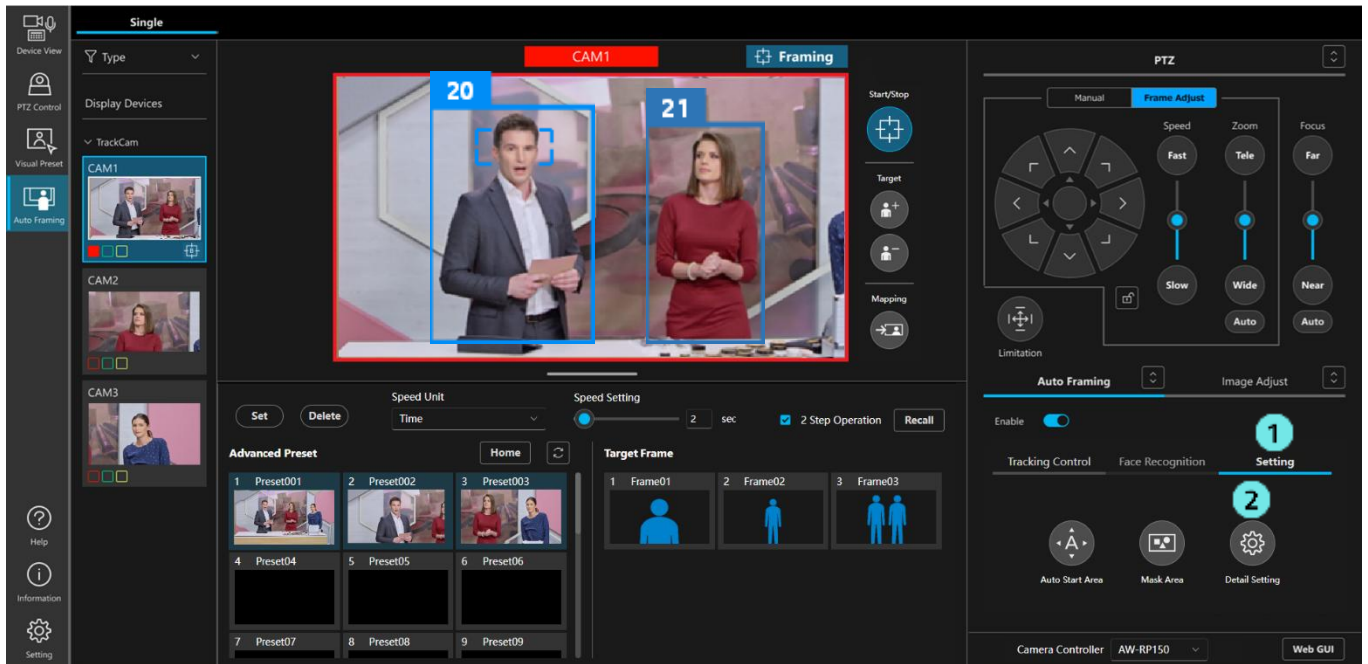 Device View
PTZ Control
Visual Preset
Auto Framing
Help
Information
Setting
Single
Type
Display Devices
TrackCam
CAM1
CAM2
CAM3
CAM1
Framing
20
21
Start/Stop
Target
Mapping
Set
Delete
Speed Unit
Time
Speed Setting
2
sec
2 Step Operation
Recall
Advanced Preset
Home
1 Preset001
2 Preset002
3 Preset003
4 Preset04
5 Preset05
6 Preset06
7 Preset07
8 Preset08
9 Preset09
Target Frame
1 Frame01
2 Frame02
3 Frame03
PTZ
Manual
Frame Adjust
Speed
Zoom
Focus
Fast
Tele
Far
Slow
Wide
Near
Auto
Auto
Limitation
Auto Framing
Image Adjust
Enable
1
Tracking Control
Face Recognition
Setting
2
A
Auto Start Area
Mask Area
Detail Setting
Camera Controller
AW-RP150
Web GUI